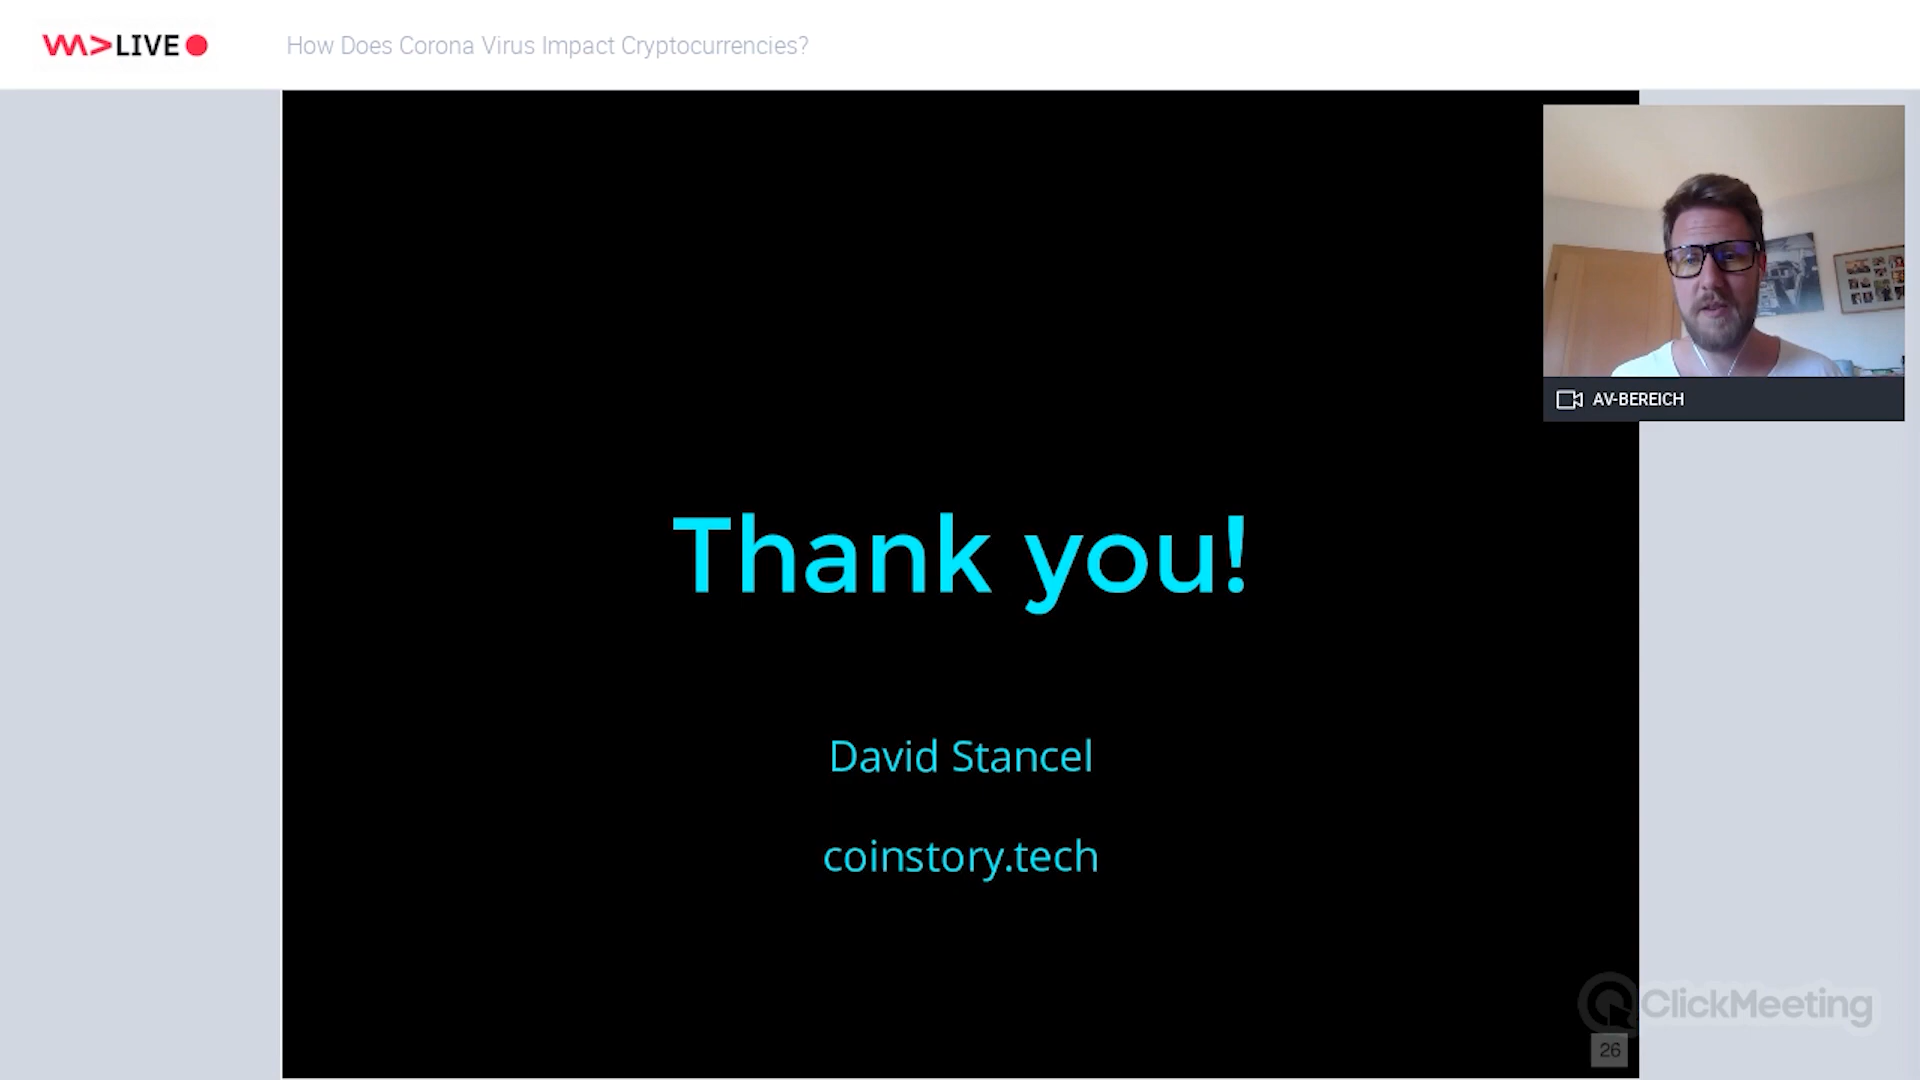 LIVE
How Does Corona Virus Impact Cryptocurrencies?
AV-BEREICH
Thank you!
David Stancel
coinstory.tech
ClickMeeting
26